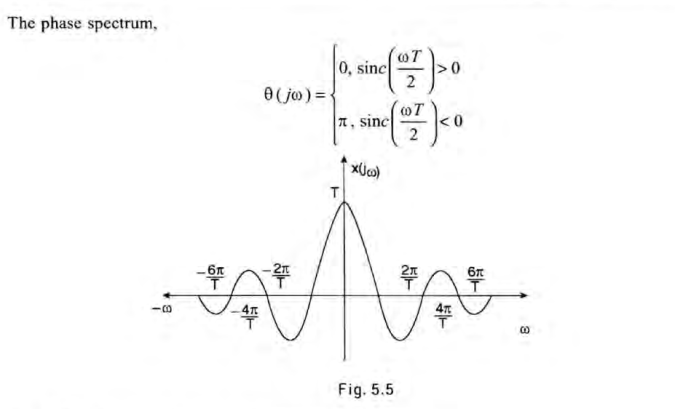 The phase spectrum,
θ(jω) = { 0, sinc(ωT/2) > 0
π, sinc(ωT/2) < 0
x(jω)
T
-6π/T
-2π/T
2π/T
6π/T
-ω
-4π/T
4π/T
ω
Fig. 5.5